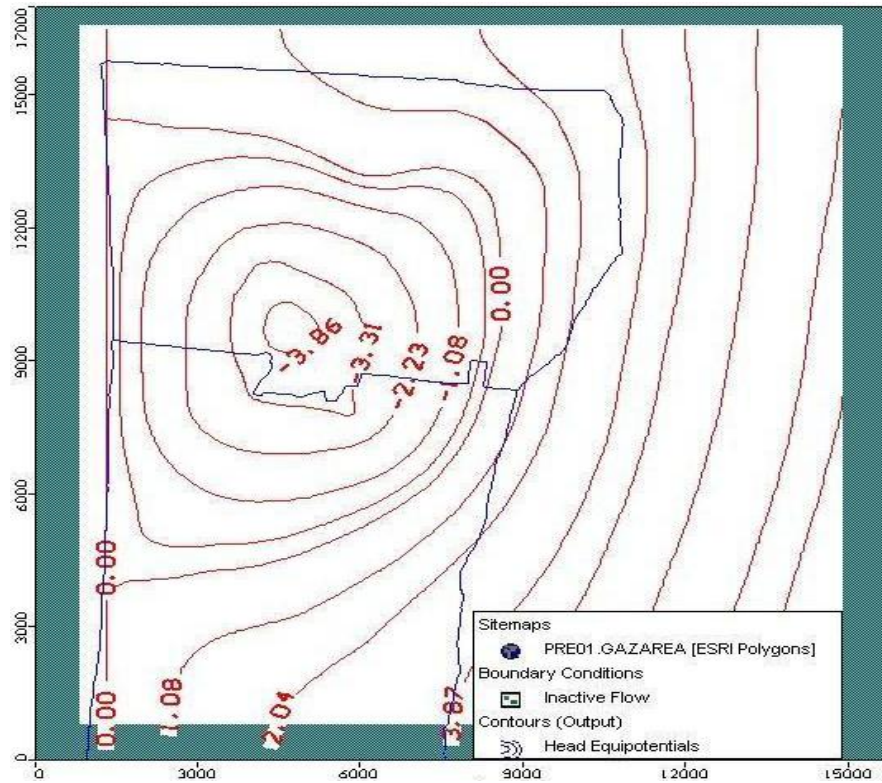 17000
15000
12000
9000
6000
3000
0
0.00
-3.86
-3.31
-2.23
-1.08
0.00
0.00
1.08
2.04
3.87
Sitemaps
PRE01.GAZAREA [ESRI Polygons]
Boundary Conditions
Inactive Flow
Contours (Output)
Head Equipotentials
0 3000 6000 9000 12000 15000